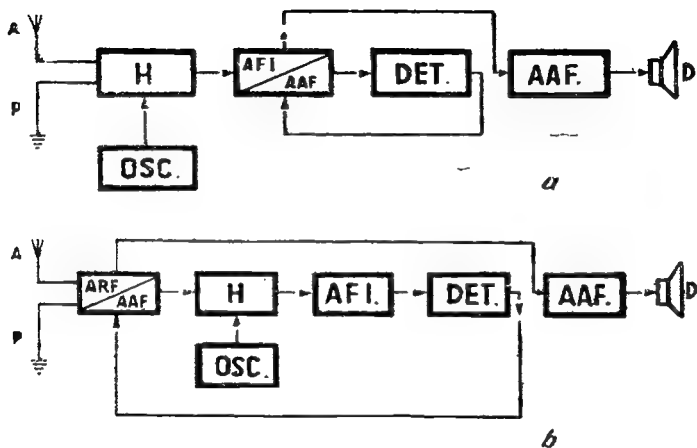 A
H
AFI
AAF
DET.
AAF.
D
P
OSC.
a
A
ARF
AAF
H
AFI.
DET.
AAF.
D
P
OSC.
b